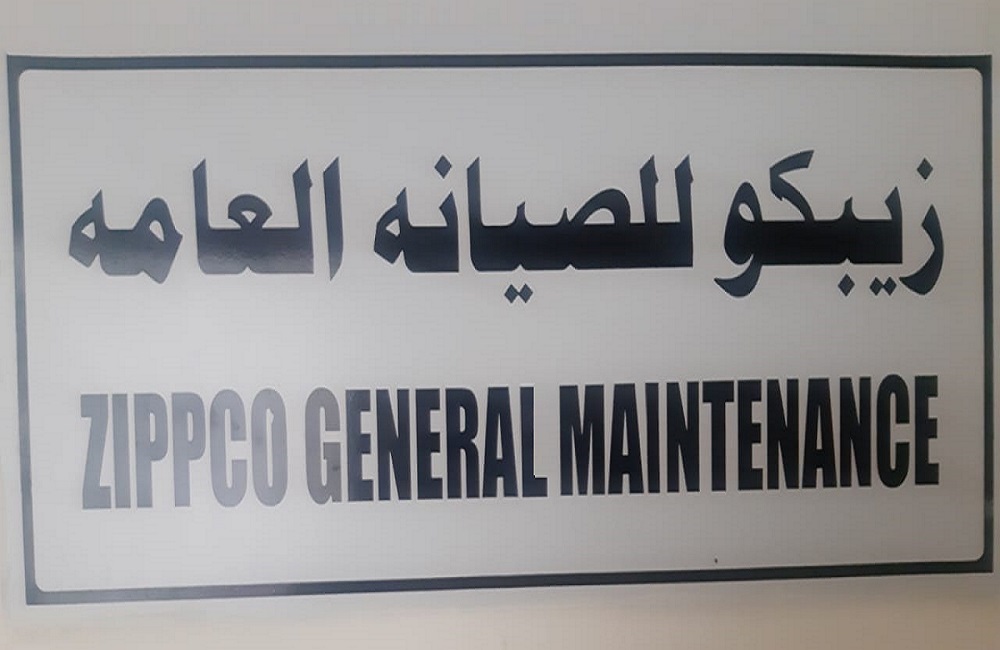 زيبكو للصيانه العامه
ZIPPCO GENERAL MAINTENANCE